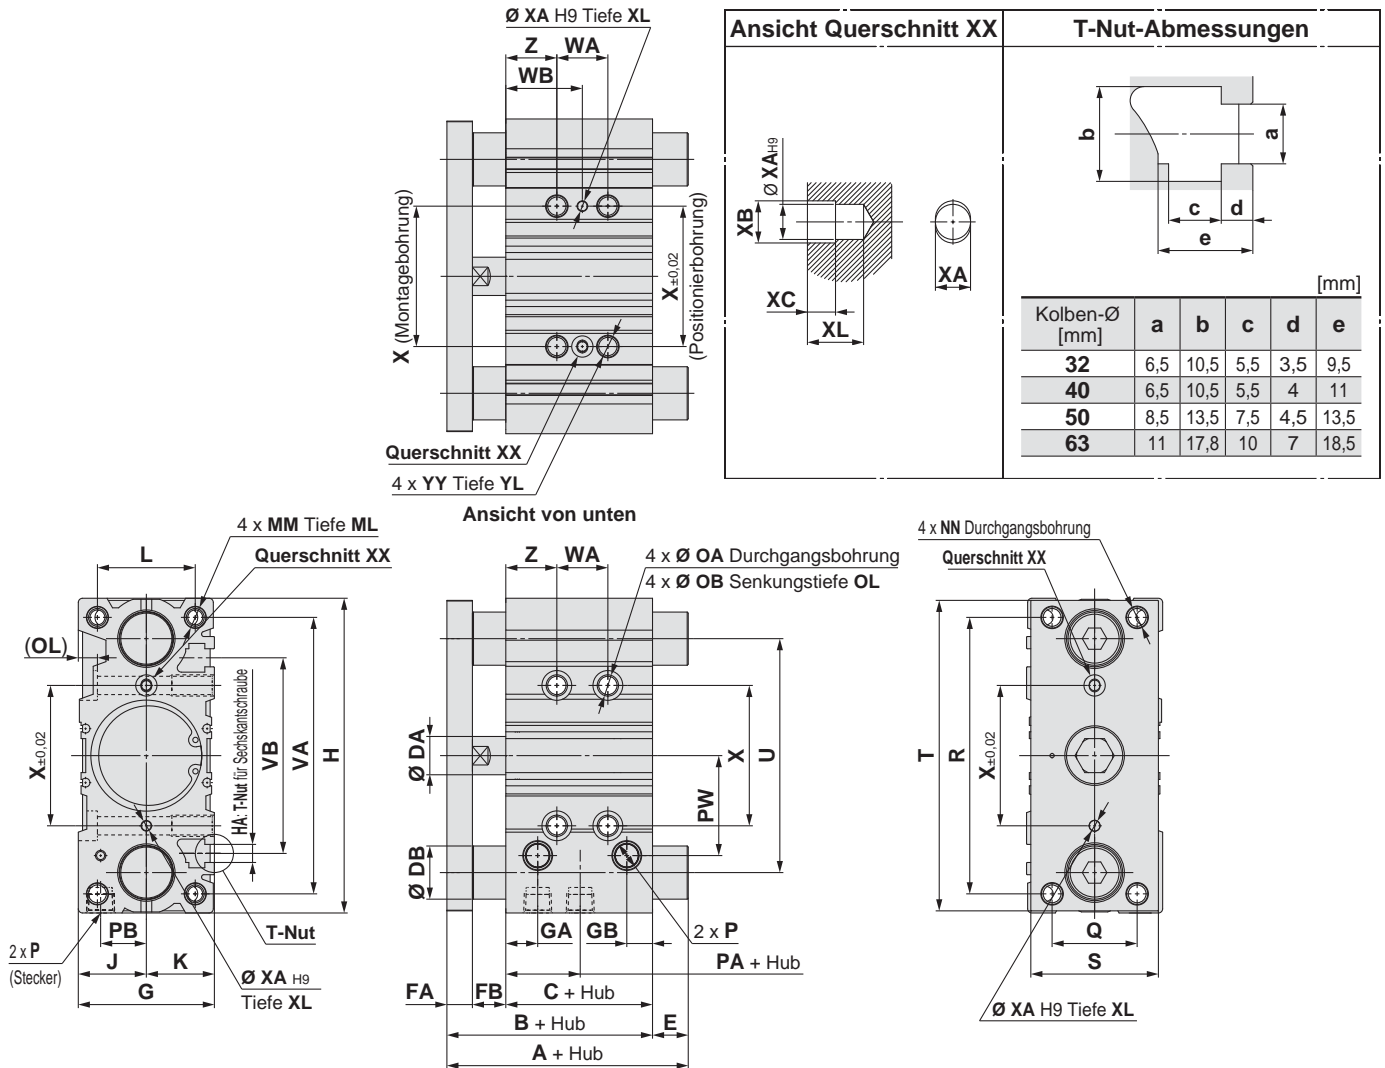 Ø XA H9 Tiefe XL
Z
WA
WB
X (Montagebohrung)
X±0,02
(Positionierbohrung)
Querschnitt XX
4 x YY Tiefe YL
Ansicht von unten
Ansicht Querschnitt XX
T-Nut-Abmessungen
Ø XA H9
XB
XC
XL
XA
b
a
c
d
e
[mm]
Kolben-Ø [mm] a b c d e
32 6,5 10,5 5,5 3,5 9,5
40 6,5 10,5 5,5 4 11
50 8,5 13,5 7,5 4,5 13,5
63 11 17,8 10 7 18,5
4 x MM Tiefe ML
L
Querschnitt XX
(OL)
X±0,02
HA: T-Nut für Sechskantschraube
VB
VA
H
T-Nut
2 x P
(Stecker)
PB
J
K
G
Ø XA H9
Tiefe XL
Z
WA
4 x Ø OA Durchgangsbohrung
4 x Ø OB Senkungstiefe OL
Ø DA
Ø DB
PW
X
U
GA
GB
2 x P
PA + Hub
FA
FB
C + Hub
B + Hub
E
A + Hub
4 x NN Durchgangsbohrung
Querschnitt XX
T
R
X±0,02
Q
S
Ø XA H9 Tiefe XL